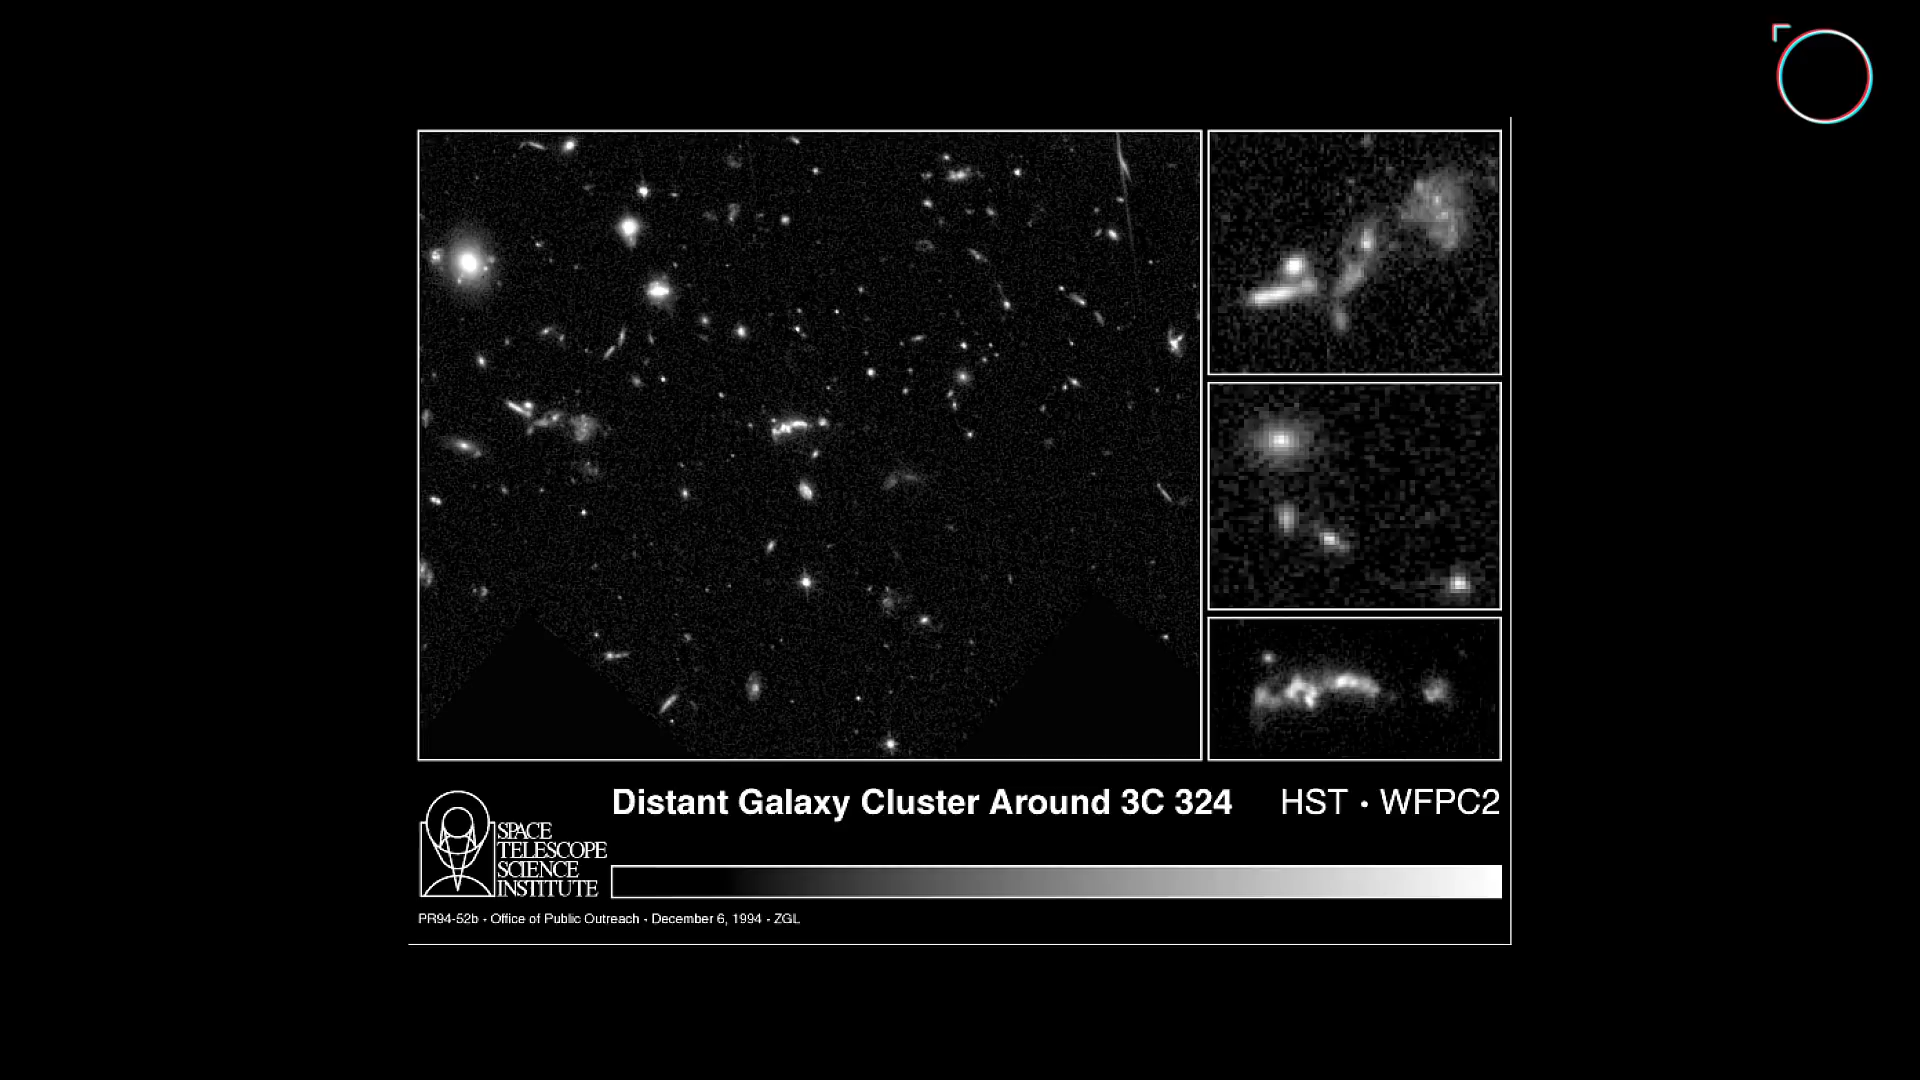 Distant Galaxy Cluster Around 3C 324 HST • WFPC2
SPACE
TELESCOPE
SCIENCE
INSTITUTE
PR94-52b - Office of Public Outreach - December 6, 1994 - ZGL